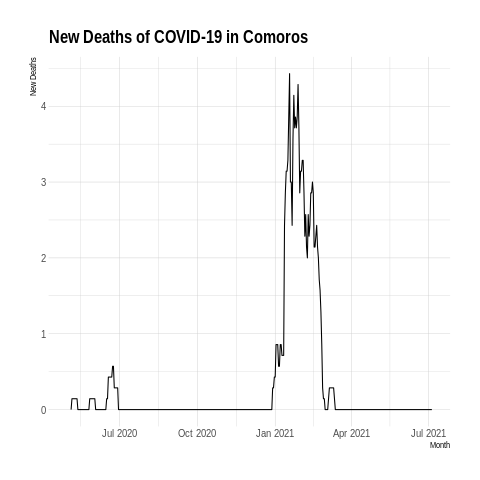 New Deaths of COVID-19 in Comoros
New Deaths
4
3
2
1
0
Jul 2020
Oct 2020
Jan 2021
Apr 2021
Jul 2021
Month